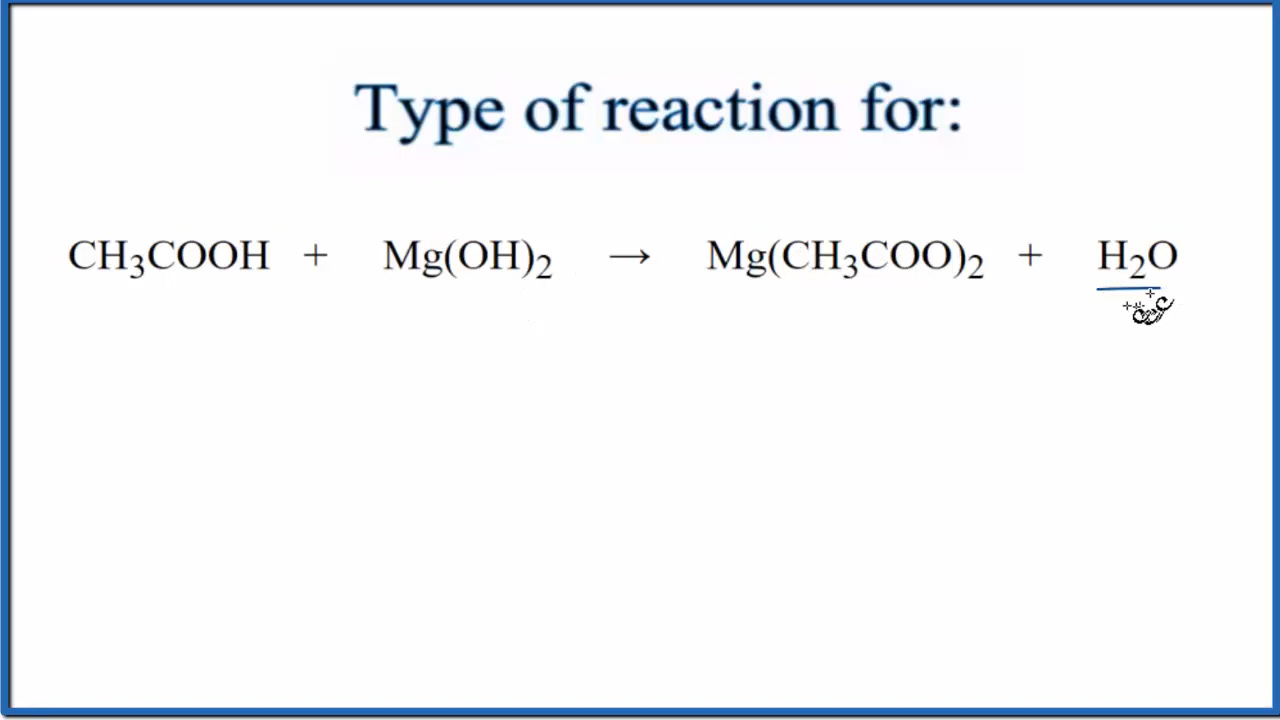 Type of reaction for:
CH₃COOH + Mg(OH)₂ → Mg(CH₃COO)₂ + H₂O